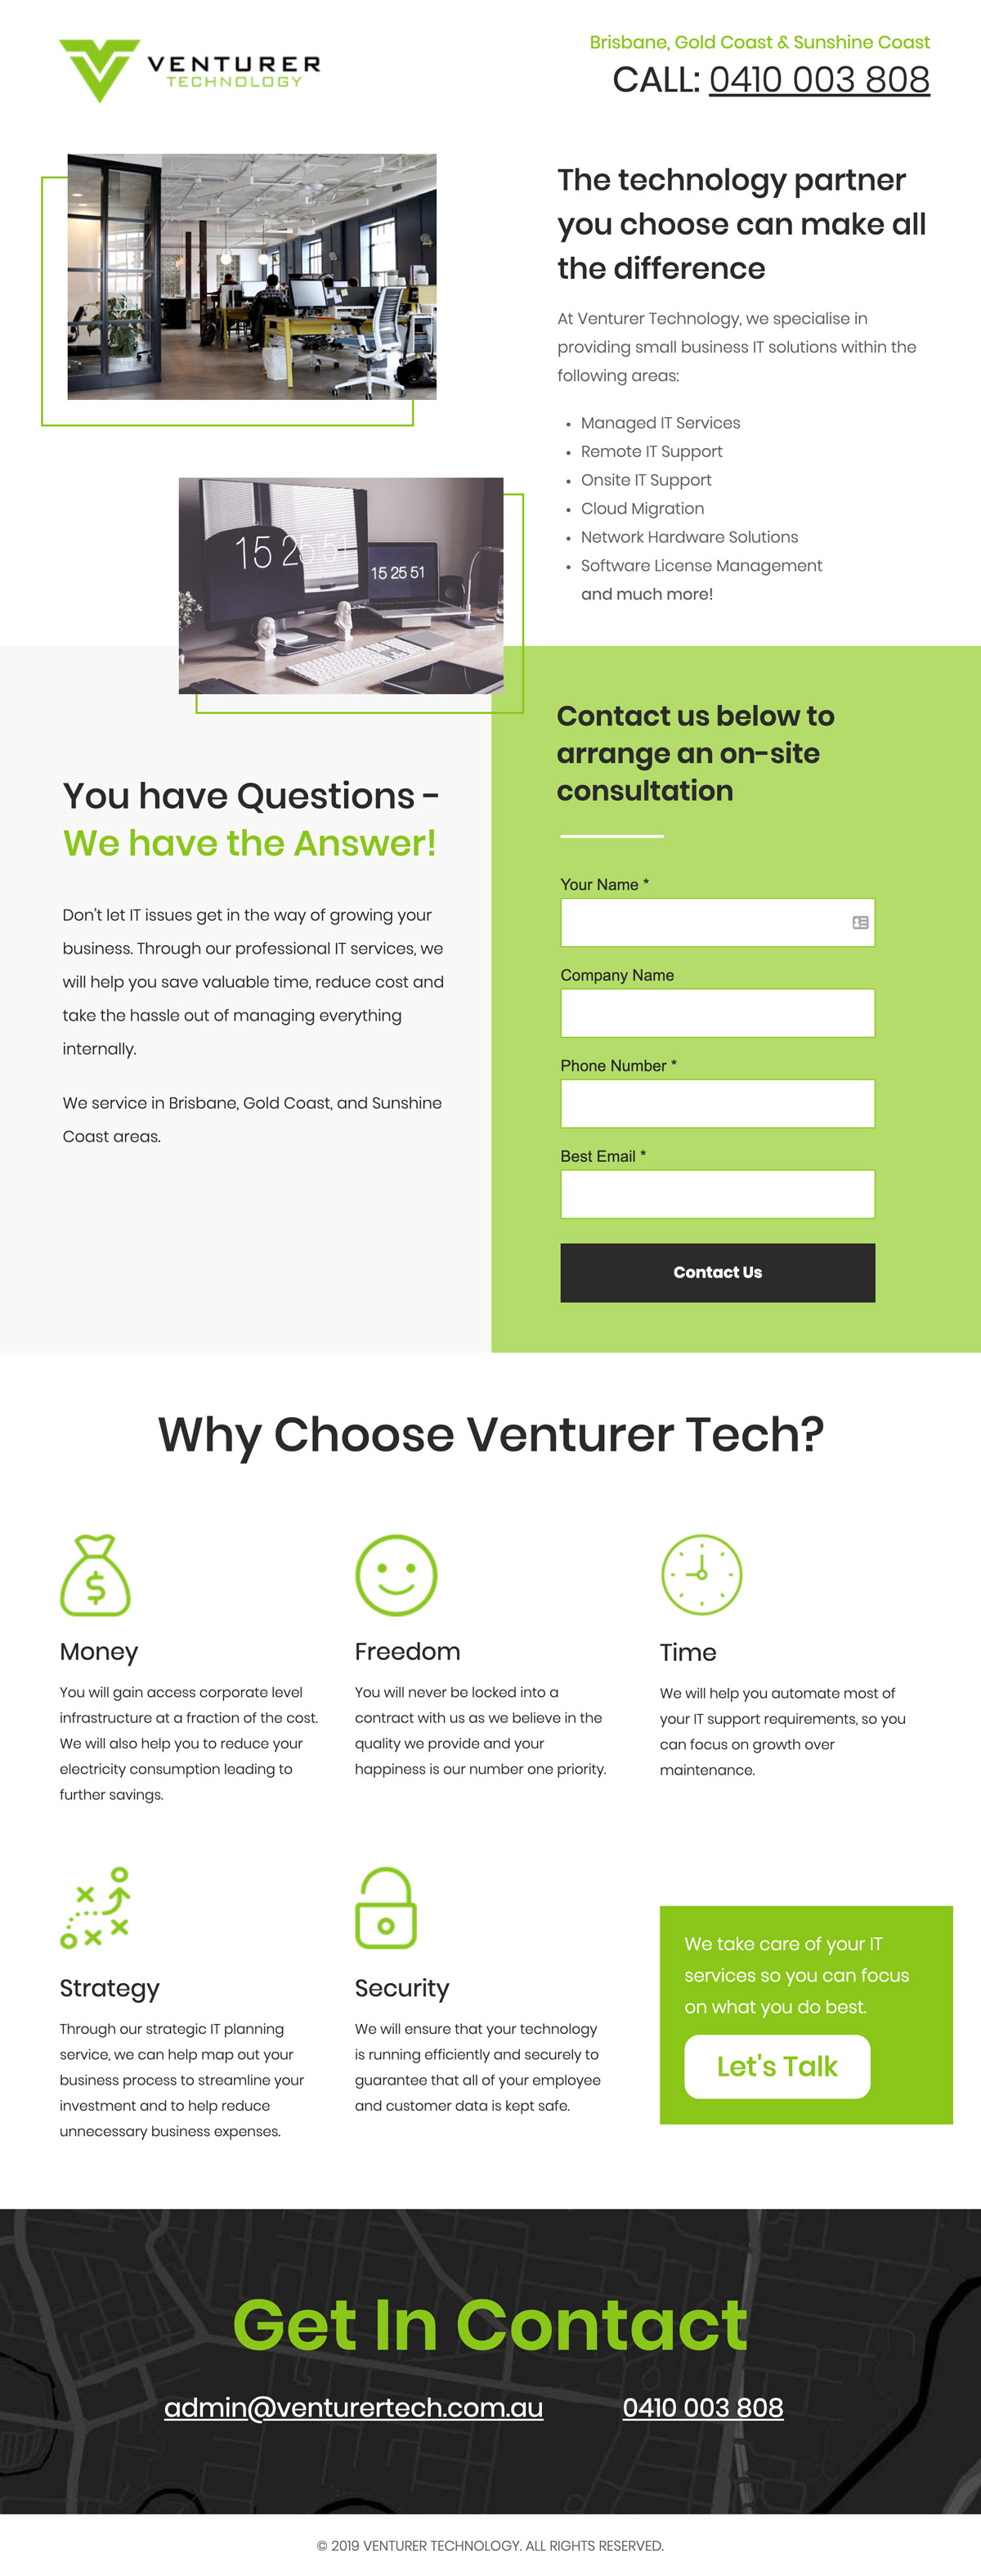 VENTURER
TECHNOLOGY
Brisbane, Gold Coast & Sunshine Coast
CALL: 0410 003 808
The technology partner
you choose can make all
the difference
At Venturer Technology, we specialise in
providing small business IT solutions within the
following areas:
• Managed IT Services
• Remote IT Support
• Onsite IT Support
• Cloud Migration
• Network Hardware Solutions
• Software License Management
and much more!
15 25 51
15 25 51
Contact us below to
arrange an on-site
consultation
You have Questions -
We have the Answer!
Don't let IT issues get in the way of growing your
business. Through our professional IT services, we
will help you save valuable time, reduce cost and
take the hassle out of managing everything
internally.
We service in Brisbane, Gold Coast, and Sunshine
Coast areas.
Your Name *
Company Name
Phone Number *
Best Email *
Contact Us
Why Choose Venturer Tech?
Money
You will gain access corporate level
infrastructure at a fraction of the cost.
We will also help you to reduce your
electricity consumption leading to
further savings.
Freedom
You will never be locked into a
contract with us as we believe in the
quality we provide and your
happiness is our number one priority.
Time
We will help you automate most of
your IT support requirements, so you
can focus on growth over
maintenance.
Strategy
Through our strategic IT planning
service, we can help map out your
business process to streamline your
investment and to help reduce
unnecessary business expenses.
Security
We will ensure that your technology
is running efficiently and securely to
guarantee that all of your employee
and customer data is kept safe.
We take care of your IT
services so you can focus
on what you do best.
Let's Talk
Get In Contact
admin@venturertech.com.au
0410 003 808
© 2019 VENTURER TECHNOLOGY. ALL RIGHTS RESERVED.